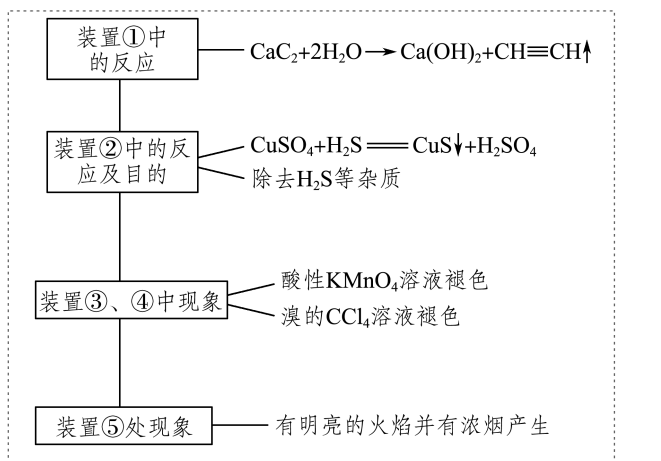 装置①中
的反应
CaC₂+2H₂O→Ca(OH)₂+CH≡CH↑
装置②中的反
应及目的
CuSO₄+H₂S══CuS↓+H₂SO₄
除去H₂S等杂质
装置③、④中现象
酸性KMnO₄溶液褪色
溴的CCl₄溶液褪色
装置⑤处现象
有明亮的火焰并有浓烟产生